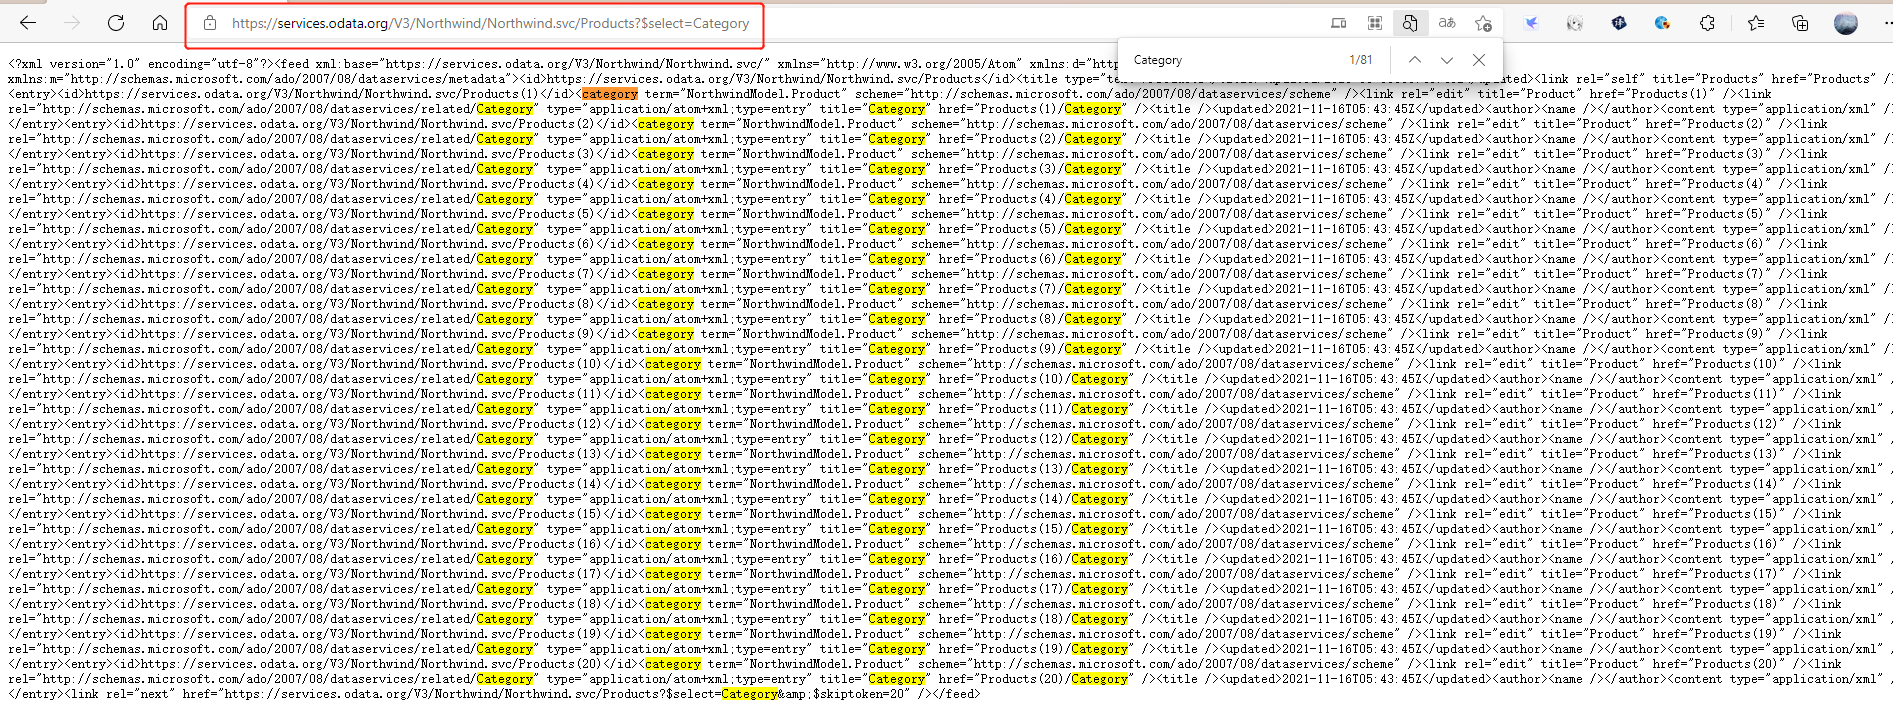 https://services.odata.org/V3/Northwind/Northwind.svc/Products?$select=Category
Category 1/81
<?xml version="1.0" encoding="utf-8"?><feed xml:base="https://services.odata.org/V3/Northwind/Northwind.svc/" xmlns="http://www.w3.org/2005/Atom" xmlns:d="htt
xmlns:m="http://schemas.microsoft.com/ado/2007/08/dataservices/metadata"><id>https://services.odata.org/V3/Northwind/Northwind.svc/Products</id><title type="tex updated><link rel="self" title="Products" href="Products" />
<entry><id>https://services.odata.org/V3/Northwind/Northwind.svc/Products(1)</id><category term="NorthwindModel.Product" scheme="http://schemas.microsoft.com/ado/2007/08/dataservices/scheme" /><link rel="edit" title="Product" href="Products(1)" /><link
rel="http://schemas.microsoft.com/ado/2007/08/dataservices/related/Category" type="application/atom+xml;type=entry" title="Category" href="Products(1)/Category" /><title /><updated>2021-11-16T05:43:45Z</updated><author><name /></author><content type="application/xml" /
</entry><entry><id>https://services.odata.org/V3/Northwind/Northwind.svc/Products(2)</id><category term="NorthwindModel.Product" scheme="http://schemas.microsoft.com/ado/2007/08/dataservices/scheme" /><link rel="edit" title="Product" href="Products(2)" /><link
rel="http://schemas.microsoft.com/ado/2007/08/dataservices/related/Category" type="application/atom+xml;type=entry" title="Category" href="Products(2)/Category" /><title /><updated>2021-11-16T05:43:45Z</updated><author><name /></author><content type="application/xml" /
</entry><entry><id>https://services.odata.org/V3/Northwind/Northwind.svc/Products(3)</id><category term="NorthwindModel.Product" scheme="http://schemas.microsoft.com/ado/2007/08/dataservices/scheme" /><link rel="edit" title="Product" href="Products(3)" /><link
rel="http://schemas.microsoft.com/ado/2007/08/dataservices/related/Category" type="application/atom+xml;type=entry" title="Category" href="Products(3)/Category" /><title /><updated>2021-11-16T05:43:45Z</updated><author><name /></author><content type="application/xml" /
</entry><entry><id>https://services.odata.org/V3/Northwind/Northwind.svc/Products(4)</id><category term="NorthwindModel.Product" scheme="http://schemas.microsoft.com/ado/2007/08/dataservices/scheme" /><link rel="edit" title="Product" href="Products(4)" /><link
rel="http://schemas.microsoft.com/ado/2007/08/dataservices/related/Category" type="application/atom+xml;type=entry" title="Category" href="Products(4)/Category" /><title /><updated>2021-11-16T05:43:45Z</updated><author><name /></author><content type="application/xml" /
</entry><entry><id>https://services.odata.org/V3/Northwind/Northwind.svc/Products(5)</id><category term="NorthwindModel.Product" scheme="http://schemas.microsoft.com/ado/2007/08/dataservices/scheme" /><link rel="edit" title="Product" href="Products(5)" /><link
rel="http://schemas.microsoft.com/ado/2007/08/dataservices/related/Category" type="application/atom+xml;type=entry" title="Category" href="Products(5)/Category" /><title /><updated>2021-11-16T05:43:45Z</updated><author><name /></author><content type="application/xml" /
</entry><entry><id>https://services.odata.org/V3/Northwind/Northwind.svc/Products(6)</id><category term="NorthwindModel.Product" scheme="http://schemas.microsoft.com/ado/2007/08/dataservices/scheme" /><link rel="edit" title="Product" href="Products(6)" /><link
rel="http://schemas.microsoft.com/ado/2007/08/dataservices/related/Category" type="application/atom+xml;type=entry" title="Category" href="Products(6)/Category" /><title /><updated>2021-11-16T05:43:45Z</updated><author><name /></author><content type="application/xml" /
</entry><entry><id>https://services.odata.org/V3/Northwind/Northwind.svc/Products(7)</id><category term="NorthwindModel.Product" scheme="http://schemas.microsoft.com/ado/2007/08/dataservices/scheme" /><link rel="edit" title="Product" href="Products(7)" /><link
rel="http://schemas.microsoft.com/ado/2007/08/dataservices/related/Category" type="application/atom+xml;type=entry" title="Category" href="Products(7)/Category" /><title /><updated>2021-11-16T05:43:45Z</updated><author><name /></author><content type="application/xml" /
</entry><entry><id>https://services.odata.org/V3/Northwind/Northwind.svc/Products(8)</id><category term="NorthwindModel.Product" scheme="http://schemas.microsoft.com/ado/2007/08/dataservices/scheme" /><link rel="edit" title="Product" href="Products(8)" /><link
rel="http://schemas.microsoft.com/ado/2007/08/dataservices/related/Category" type="application/atom+xml;type=entry" title="Category" href="Products(8)/Category" /><title /><updated>2021-11-16T05:43:45Z</updated><author><name /></author><content type="application/xml" /
</entry><entry><id>https://services.odata.org/V3/Northwind/Northwind.svc/Products(9)</id><category term="NorthwindModel.Product" scheme="http://schemas.microsoft.com/ado/2007/08/dataservices/scheme" /><link rel="edit" title="Product" href="Products(9)" /><link
rel="http://schemas.microsoft.com/ado/2007/08/dataservices/related/Category" type="application/atom+xml;type=entry" title="Category" href="Products(9)/Category" /><title /><updated>2021-11-16T05:43:45Z</updated><author><name /></author><content type="application/xml" /
</entry><entry><id>https://services.odata.org/V3/Northwind/Northwind.svc/Products(10)</id><category term="NorthwindModel.Product" scheme="http://schemas.microsoft.com/ado/2007/08/dataservices/scheme" /><link rel="edit" title="Product" href="Products(10)" /><link
rel="http://schemas.microsoft.com/ado/2007/08/dataservices/related/Category" type="application/atom+xml;type=entry" title="Category" href="Products(10)/Category" /><title /><updated>2021-11-16T05:43:45Z</updated><author><name /></author><content type="application/xml" /
</entry><entry><id>https://services.odata.org/V3/Northwind/Northwind.svc/Products(11)</id><category term="NorthwindModel.Product" scheme="http://schemas.microsoft.com/ado/2007/08/dataservices/scheme" /><link rel="edit" title="Product" href="Products(11)" /><link
rel="http://schemas.microsoft.com/ado/2007/08/dataservices/related/Category" type="application/atom+xml;type=entry" title="Category" href="Products(11)/Category" /><title /><updated>2021-11-16T05:43:45Z</updated><author><name /></author><content type="application/xml" /
</entry><entry><id>https://services.odata.org/V3/Northwind/Northwind.svc/Products(12)</id><category term="NorthwindModel.Product" scheme="http://schemas.microsoft.com/ado/2007/08/dataservices/scheme" /><link rel="edit" title="Product" href="Products(12)" /><link
rel="http://schemas.microsoft.com/ado/2007/08/dataservices/related/Category" type="application/atom+xml;type=entry" title="Category" href="Products(12)/Category" /><title /><updated>2021-11-16T05:43:45Z</updated><author><name /></author><content type="application/xml" /
</entry><entry><id>https://services.odata.org/V3/Northwind/Northwind.svc/Products(13)</id><category term="NorthwindModel.Product" scheme="http://schemas.microsoft.com/ado/2007/08/dataservices/scheme" /><link rel="edit" title="Product" href="Products(13)" /><link
rel="http://schemas.microsoft.com/ado/2007/08/dataservices/related/Category" type="application/atom+xml;type=entry" title="Category" href="Products(13)/Category" /><title /><updated>2021-11-16T05:43:45Z</updated><author><name /></author><content type="application/xml" /
</entry><entry><id>https://services.odata.org/V3/Northwind/Northwind.svc/Products(14)</id><category term="NorthwindModel.Product" scheme="http://schemas.microsoft.com/ado/2007/08/dataservices/scheme" /><link rel="edit" title="Product" href="Products(14)" /><link
rel="http://schemas.microsoft.com/ado/2007/08/dataservices/related/Category" type="application/atom+xml;type=entry" title="Category" href="Products(14)/Category" /><title /><updated>2021-11-16T05:43:45Z</updated><author><name /></author><content type="application/xml" /
</entry><entry><id>https://services.odata.org/V3/Northwind/Northwind.svc/Products(15)</id><category term="NorthwindModel.Product" scheme="http://schemas.microsoft.com/ado/2007/08/dataservices/scheme" /><link rel="edit" title="Product" href="Products(15)" /><link
rel="http://schemas.microsoft.com/ado/2007/08/dataservices/related/Category" type="application/atom+xml;type=entry" title="Category" href="Products(15)/Category" /><title /><updated>2021-11-16T05:43:45Z</updated><author><name /></author><content type="application/xml" /
</entry><entry><id>https://services.odata.org/V3/Northwind/Northwind.svc/Products(16)</id><category term="NorthwindModel.Product" scheme="http://schemas.microsoft.com/ado/2007/08/dataservices/scheme" /><link rel="edit" title="Product" href="Products(16)" /><link
rel="http://schemas.microsoft.com/ado/2007/08/dataservices/related/Category" type="application/atom+xml;type=entry" title="Category" href="Products(16)/Category" /><title /><updated>2021-11-16T05:43:45Z</updated><author><name /></author><content type="application/xml" /
</entry><entry><id>https://services.odata.org/V3/Northwind/Northwind.svc/Products(17)</id><category term="NorthwindModel.Product" scheme="http://schemas.microsoft.com/ado/2007/08/dataservices/scheme" /><link rel="edit" title="Product" href="Products(17)" /><link
rel="http://schemas.microsoft.com/ado/2007/08/dataservices/related/Category" type="application/atom+xml;type=entry" title="Category" href="Products(17)/Category" /><title /><updated>2021-11-16T05:43:45Z</updated><author><name /></author><content type="application/xml" /
</entry><entry><id>https://services.odata.org/V3/Northwind/Northwind.svc/Products(18)</id><category term="NorthwindModel.Product" scheme="http://schemas.microsoft.com/ado/2007/08/dataservices/scheme" /><link rel="edit" title="Product" href="Products(18)" /><link
rel="http://schemas.microsoft.com/ado/2007/08/dataservices/related/Category" type="application/atom+xml;type=entry" title="Category" href="Products(18)/Category" /><title /><updated>2021-11-16T05:43:45Z</updated><author><name /></author><content type="application/xml" /
</entry><entry><id>https://services.odata.org/V3/Northwind/Northwind.svc/Products(19)</id><category term="NorthwindModel.Product" scheme="http://schemas.microsoft.com/ado/2007/08/dataservices/scheme" /><link rel="edit" title="Product" href="Products(19)" /><link
rel="http://schemas.microsoft.com/ado/2007/08/dataservices/related/Category" type="application/atom+xml;type=entry" title="Category" href="Products(19)/Category" /><title /><updated>2021-11-16T05:43:45Z</updated><author><name /></author><content type="application/xml" /
</entry><entry><id>https://services.odata.org/V3/Northwind/Northwind.svc/Products(20)</id><category term="NorthwindModel.Product" scheme="http://schemas.microsoft.com/ado/2007/08/dataservices/scheme" /><link rel="edit" title="Product" href="Products(20)" /><link
rel="http://schemas.microsoft.com/ado/2007/08/dataservices/related/Category" type="application/atom+xml;type=entry" title="Category" href="Products(20)/Category" /><title /><updated>2021-11-16T05:43:45Z</updated><author><name /></author><content type="application/xml" /
</entry><link rel="next" href="https://services.odata.org/V3/Northwind/Northwind.svc/Products?$select=Category&amp;$skiptoken=20" /></feed>